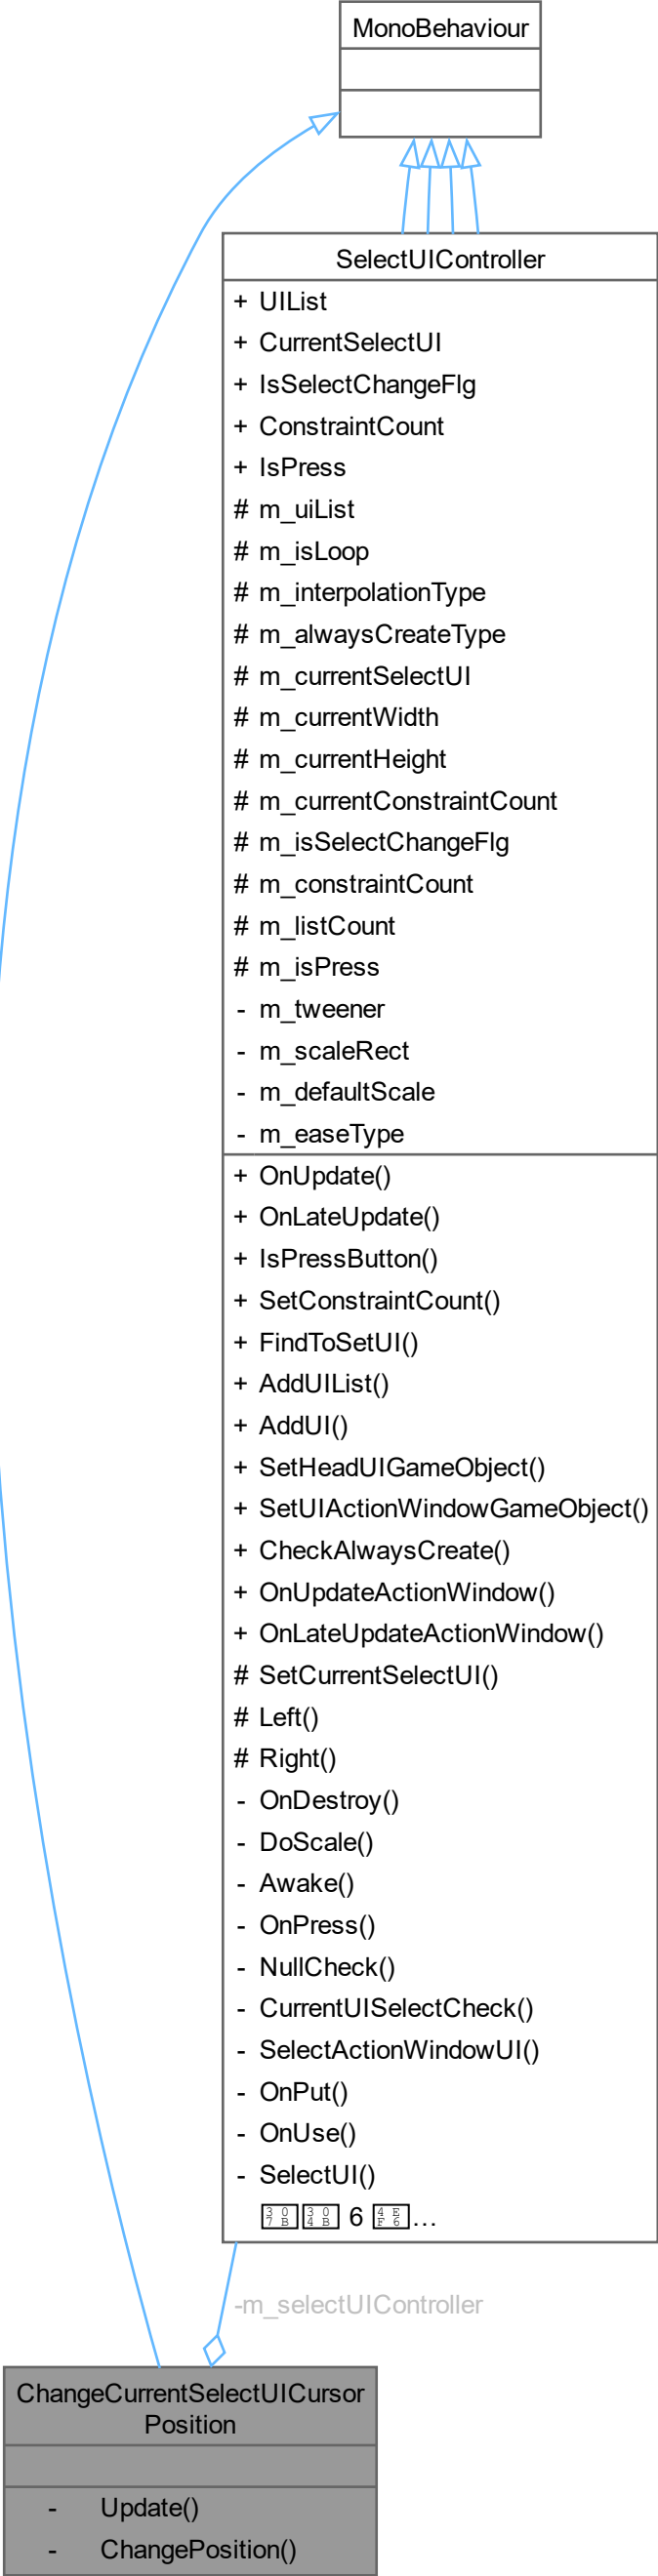 MonoBehaviour
SelectUIController
+ UIList
+ CurrentSelectUI
+ IsSelectChangeFlg
+ ConstraintCount
+ IsPress
# m_uiList
# m_isLoop
# m_interpolationType
# m_alwaysCreateType
# m_currentSelectUI
# m_currentWidth
# m_currentHeight
# m_currentConstraintCount
# m_isSelectChangeFlg
# m_constraintCount
# m_listCount
# m_isPress
- m_tweener
- m_scaleRect
- m_defaultScale
- m_easeType
+ OnUpdate()
+ OnLateUpdate()
+ IsPressButton()
+ SetConstraintCount()
+ FindToSetUI()
+ AddUIList()
+ AddUI()
+ SetHeadUIGameObject()
+ SetUIActionWindowGameObject()
+ CheckAlwaysCreate()
+ OnUpdateActionWindow()
+ OnLateUpdateActionWindow()
# SetCurrentSelectUI()
# Left()
# Right()
- OnDestroy()
- DoScale()
- Awake()
- OnPress()
- NullCheck()
- CurrentUISelectCheck()
- SelectActionWindowUI()
- OnPut()
- OnUse()
- SelectUI()
6 ...
-m_selectUIController
ChangeCurrentSelectUICursor
Position
- Update()
- ChangePosition()